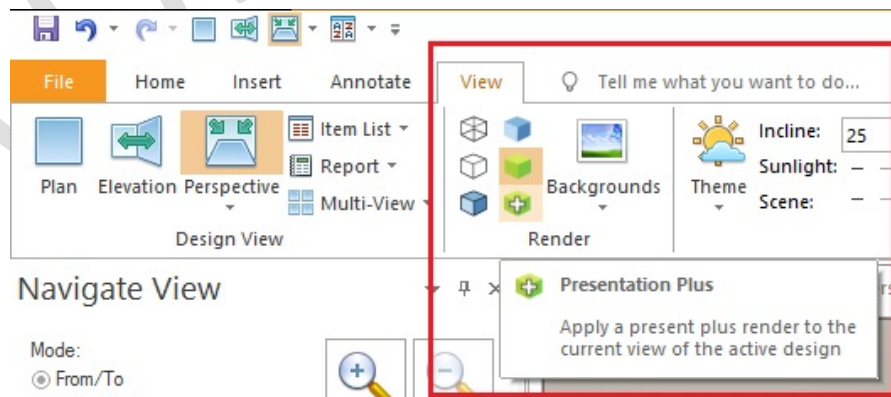 File Home Insert Annotate View Tell me what you want to do...
Item List
Report
Multi-View
Plan Elevation Perspective
Design View
Backgrounds
Render
Theme
Incline: 25
Sunlight:
Scene:
Navigate View
Mode:
From/To
Presentation Plus
Apply a present plus render to the
current view of the active design